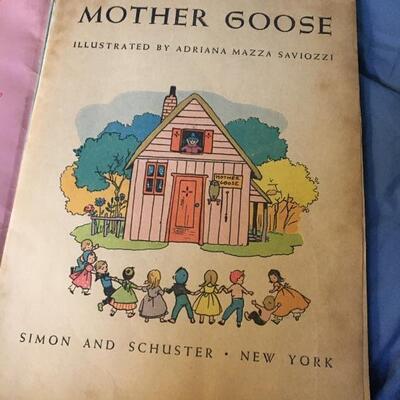 MOTHER GOOSE
ILLUSTRATED BY ADRIANA MAZZA SAVIOZZI
MOTHER
GOOSE
SIMON AND SCHUSTER · NEW YORK